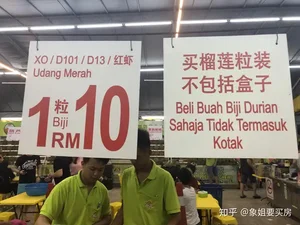 XO / D101 / D13 / 红虾
Udang Merah
1 粒 Biji RM 10
买榴莲粒装
不包括盒子
Beli Buah Biji Durian
Sahaja Tidak Termasuk
Kotak
知乎 @象姐要买房